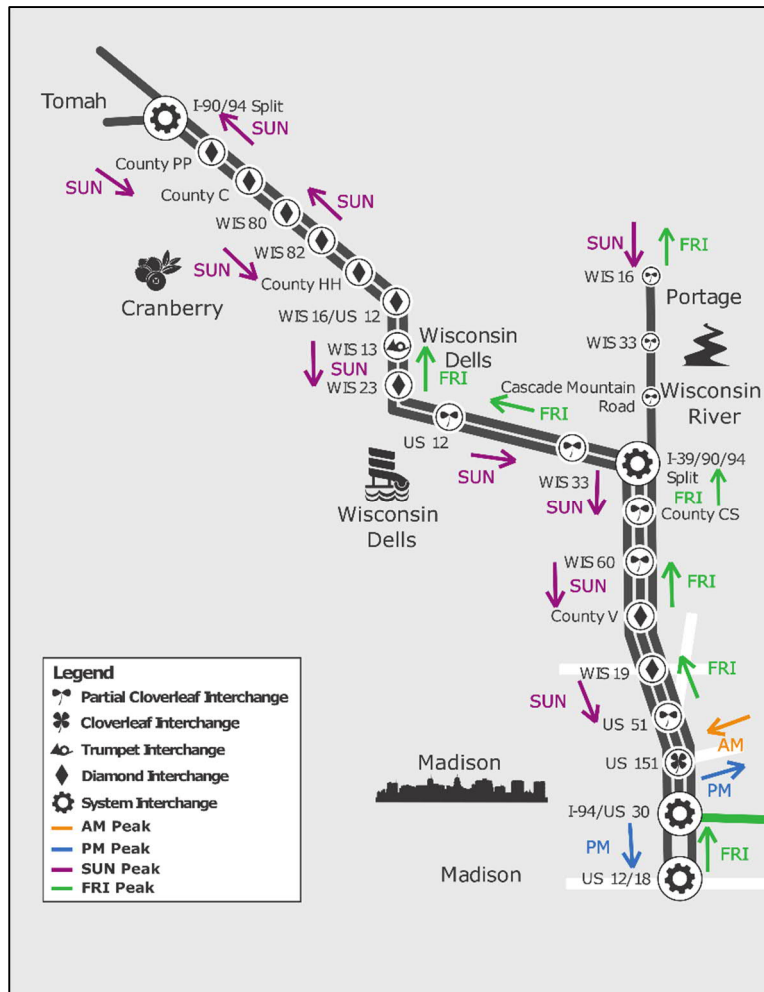 Tomah
I-90/94 Split
SUN
County PP
SUN
County C
SUN
WIS 80
WIS 82
SUN
County HH
Cranberry
WIS 16/US 12
WIS 13
Wisconsin
Dells
SUN
WIS 23
FRI
SUN
FRI
WIS 16
Portage
WIS 33
Cascade Mountain
Road
Wisconsin
River
FRI
US 12
SUN
WIS 33
SUN
I-39/90/94
Split
FRI
County CS
Wisconsin
Dells
WIS 60
SUN
FRI
County V
WIS 19
FRI
SUN
US 51
AM
US 151
PM
Madison
I-94/US 30
PM
FRI
Madison
US 12/18
Legend
Partial Cloverleaf Interchange
Cloverleaf Interchange
Trumpet Interchange
Diamond Interchange
System Interchange
AM Peak
PM Peak
SUN Peak
FRI Peak